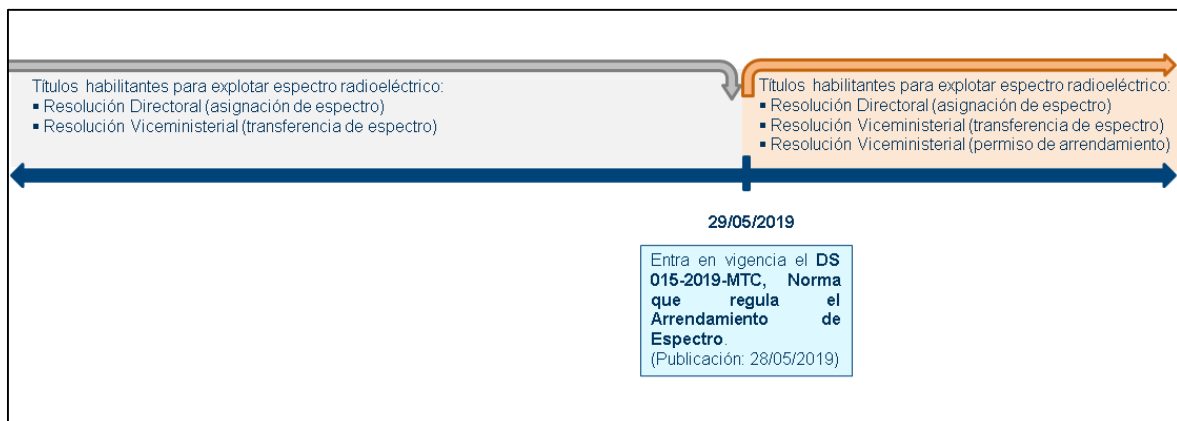 Títulos habilitantes para explotar espectro radioeléctrico:
▪ Resolución Directoral (asignación de espectro)
▪ Resolución Viceministerial (transferencia de espectro)
Títulos habilitantes para explotar espectro radioeléctrico:
▪ Resolución Directoral (asignación de espectro)
▪ Resolución Viceministerial (transferencia de espectro)
▪ Resolución Viceministerial (permiso de arrendamiento)
29/05/2019
Entra en vigencia el DS
015-2019-MTC, Norma
que regula el
Arrendamiento de
Espectro.
(Publicación: 28/05/2019)